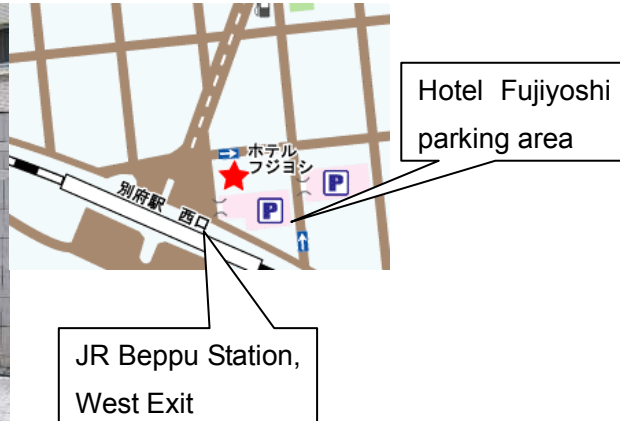 ホテル
フジヨシ
P
P
別府駅 西口
Hotel Fujiyoshi
parking area
JR Beppu Station,
West Exit